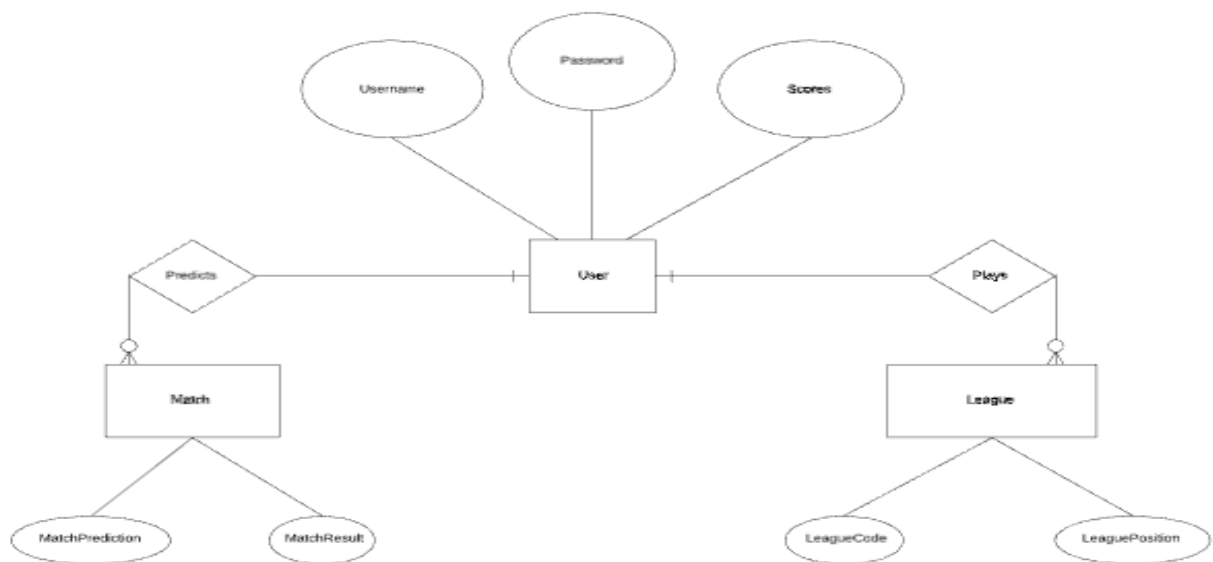 Password
Username
Scores
Predicts
User
Plays
Match
League
MatchPrediction
MatchResult
LeagueCode
LeaguePosition